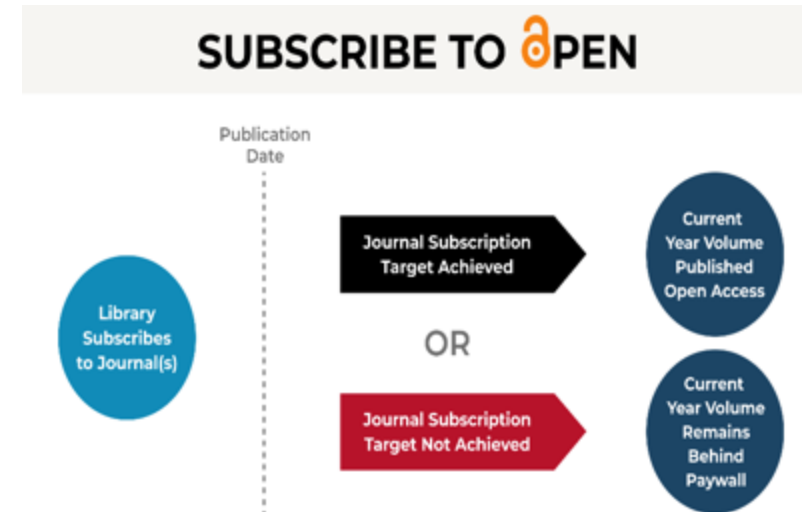 SUBSCRIBE TO OPEN
Publication
Date
Library
Subscribes
to Journal(s)
Journal Subscription
Target Achieved
Current
Year Volume
Published
Open Access
OR
Journal Subscription
Target Not Achieved
Current
Year Volume
Remains
Behind
Paywall